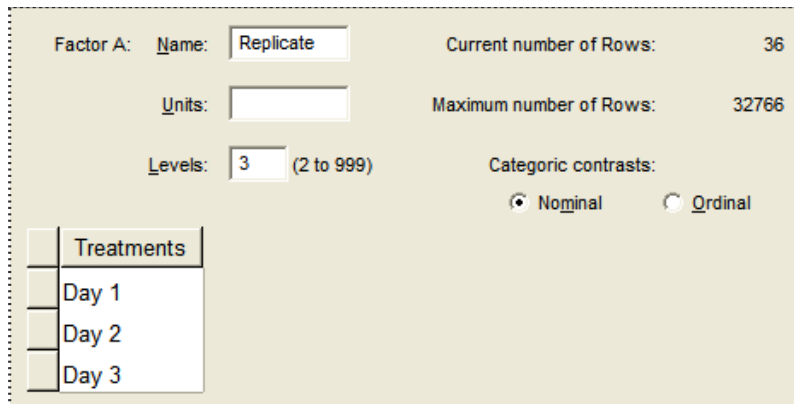 Factor A: Name: Replicate Current number of Rows: 36
Units: Maximum number of Rows: 32766
Levels: 3 (2 to 999) Categoric contrasts:
Nominal Ordinal
Treatments
Day 1
Day 2
Day 3